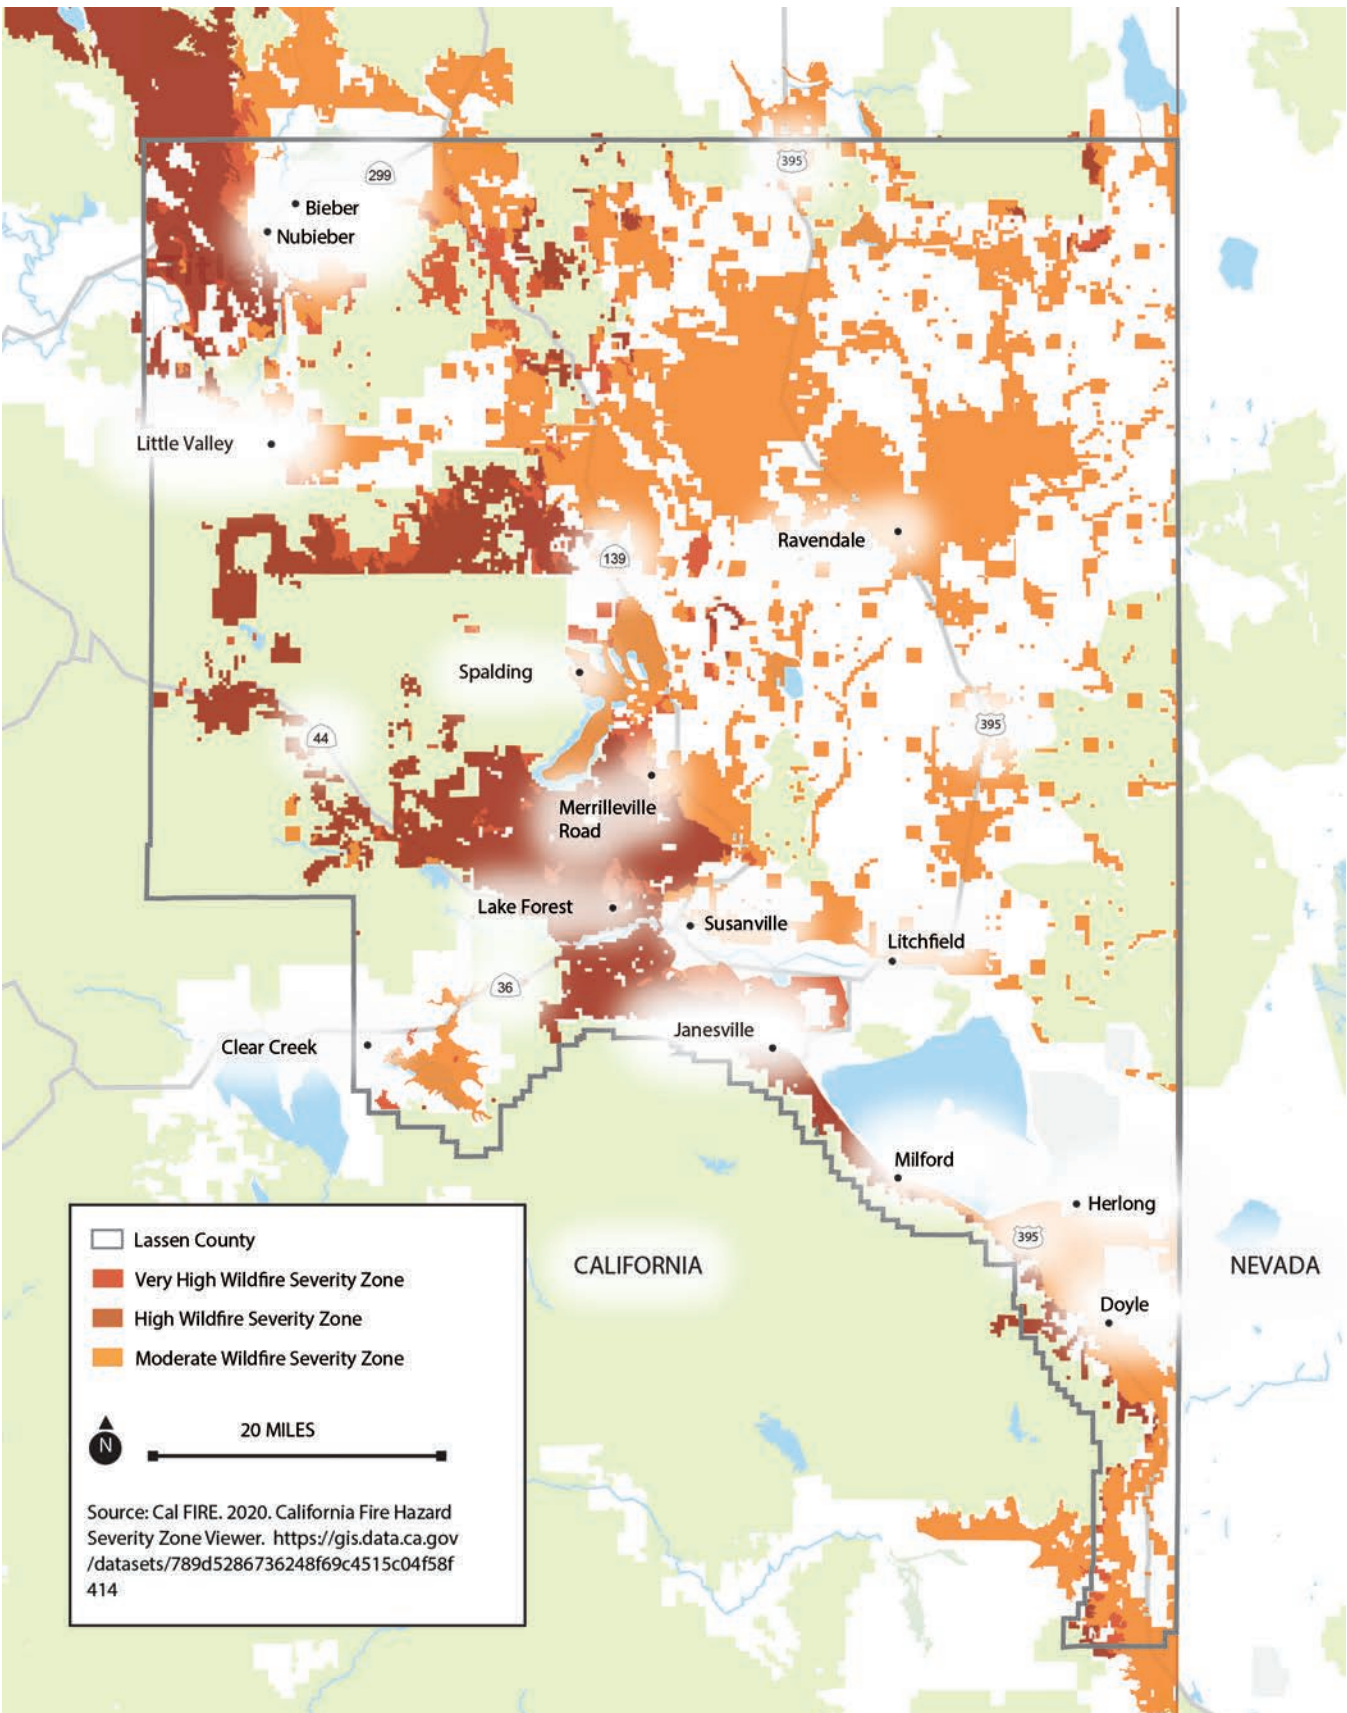 395
299
Bieber
Nubieber
Little Valley
Ravendale
139
Spalding
395
44
Merrilleville
Road
Lake Forest
Susanville
Litchfield
36
Janesville
Clear Creek
Milford
Herlong
395
CALIFORNIA
NEVADA
Doyle
Lassen County
Very High Wildfire Severity Zone
High Wildfire Severity Zone
Moderate Wildfire Severity Zone
N
20 MILES
Source: Cal FIRE. 2020. California Fire Hazard
Severity Zone Viewer. https://gis.data.ca.gov
/datasets/789d5286736248f69c4515c04f58f
414